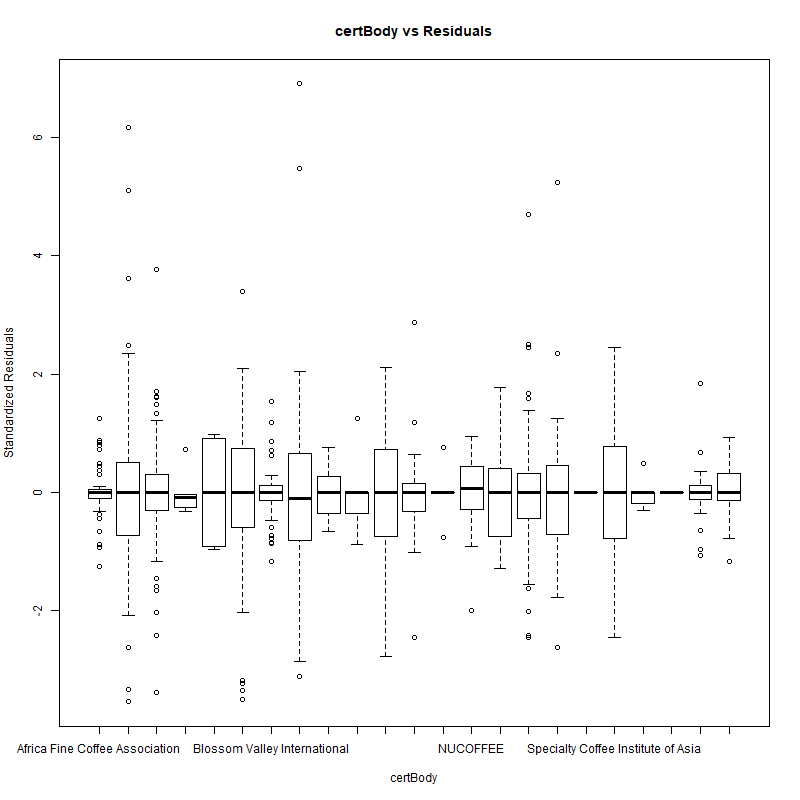 certBody vs Residuals
Standardized Residuals
6
4
2
0
-2
Africa Fine Coffee Association Blossom Valley International NUCOFFEE Specialty Coffee Institute of Asia
certBody